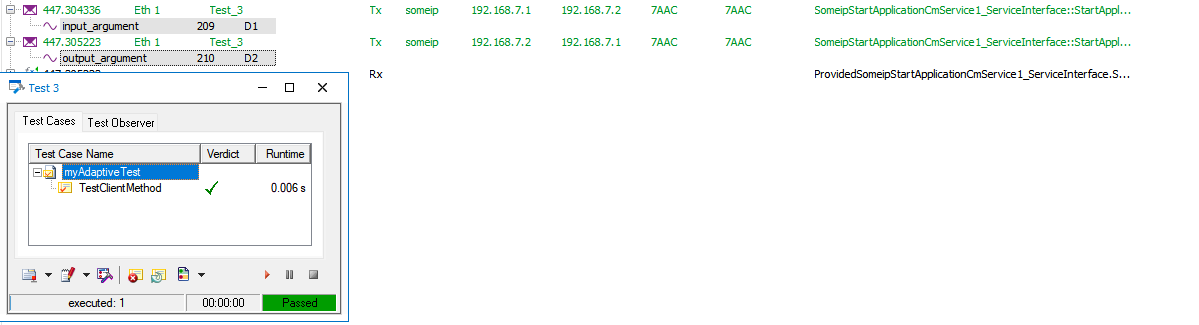 447.304336 Eth 1 Test_3 Tx someip 192.168.7.1 192.168.7.2 7AAC 7AAC SomeipStartApplicationCmService1_ServiceInterface::StartAppl...
input_argument 209 D1
447.305223 Eth 1 Test_3 Tx someip 192.168.7.2 192.168.7.1 7AAC 7AAC SomeipStartApplicationCmService1_ServiceInterface::StartAppl...
output_argument 210 D2
Rx ProvidedSomeipStartApplicationCmService1_ServiceInterface.S...
Test 3
Test Cases Test Observer
Test Case Name Verdict Runtime
myAdaptiveTest
TestClientMethod 0.006 s
executed: 1 00:00:00 Passed